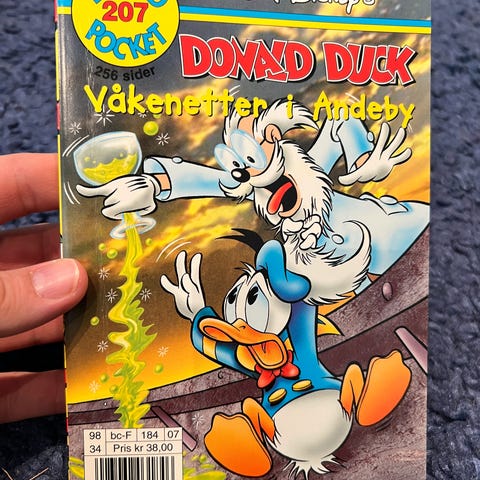 207
POCKET
256 sider
DONALD DUCK
Våkenetter i Andeby
98 bc-F 184 07
34 Pris kr 38,00